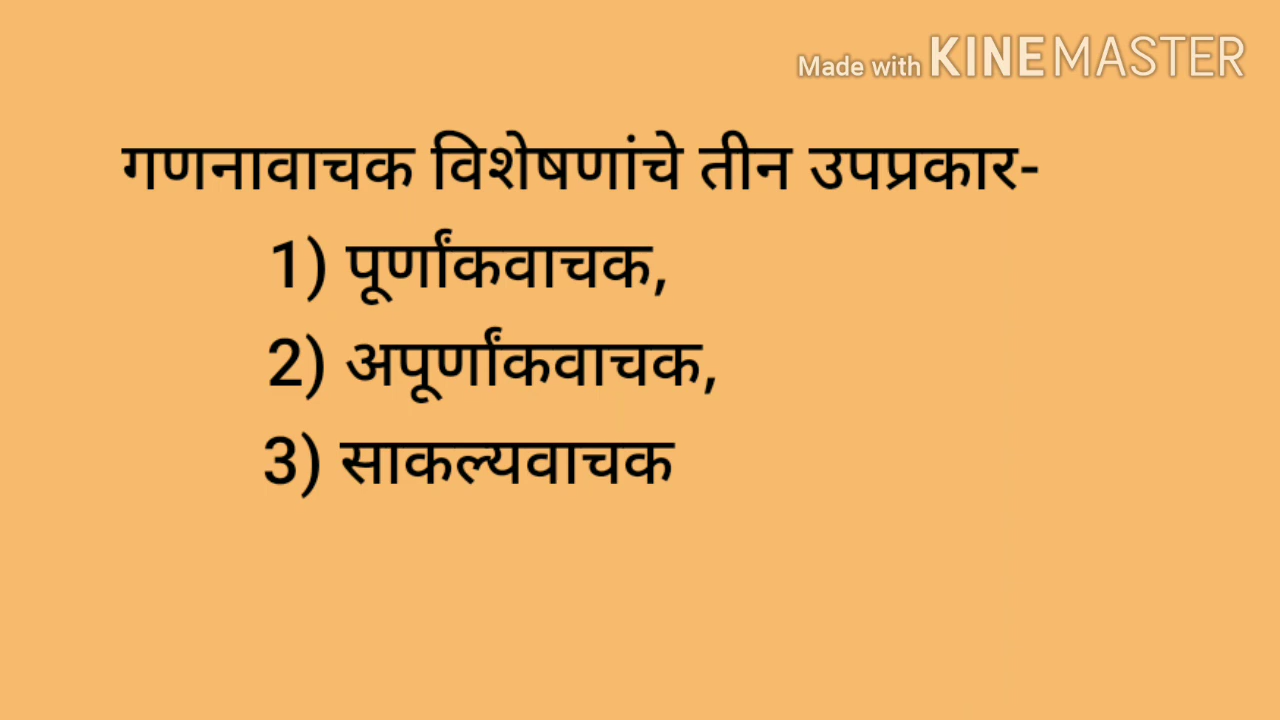 Made with KINEMASTER
गणनावाचक विशेषणांचे तीन उपप्रकार-
1) पूर्णांकवाचक,
2) अपूर्णांकवाचक,
3) साकल्यवाचक